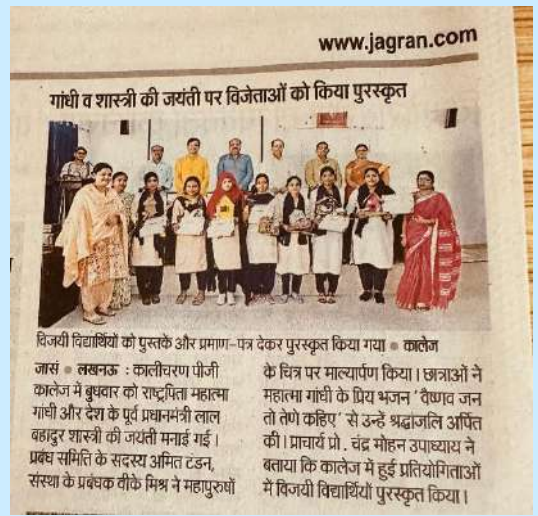 www.jagran.com
गांधी व शास्त्री की जयंती पर विजेताओं को किया पुरस्कृत
विजयी विद्यार्थियों को पुस्तकें और प्रमाण-पत्र देकर पुरस्कृत किया गया ● कालेज
जासं ● लखनऊ : कालीचरण पीजी
कालेज में बुधवार को राष्ट्रपिता महात्मा
गांधी और देश के पूर्व प्रधानमंत्री लाल
बहादुर शास्त्री की जयंती मनाई गई।
प्रबंध समिति के सदस्य अमित टंडन,
संस्था के प्रबंधक वीके मिश्र ने महापुरुषों
के चित्र पर माल्यार्पण किया। छात्राओं ने
महात्मा गांधी के प्रिय भजन 'वैष्णव जन
तो तेणे कहिए' से उन्हें श्रद्धांजलि अर्पित
की। प्राचार्य प्रो. चंद्र मोहन उपाध्याय ने
बताया कि कालेज में हुई प्रतियोगिताओं
में विजयी विद्यार्थियों पुरस्कृत किया।